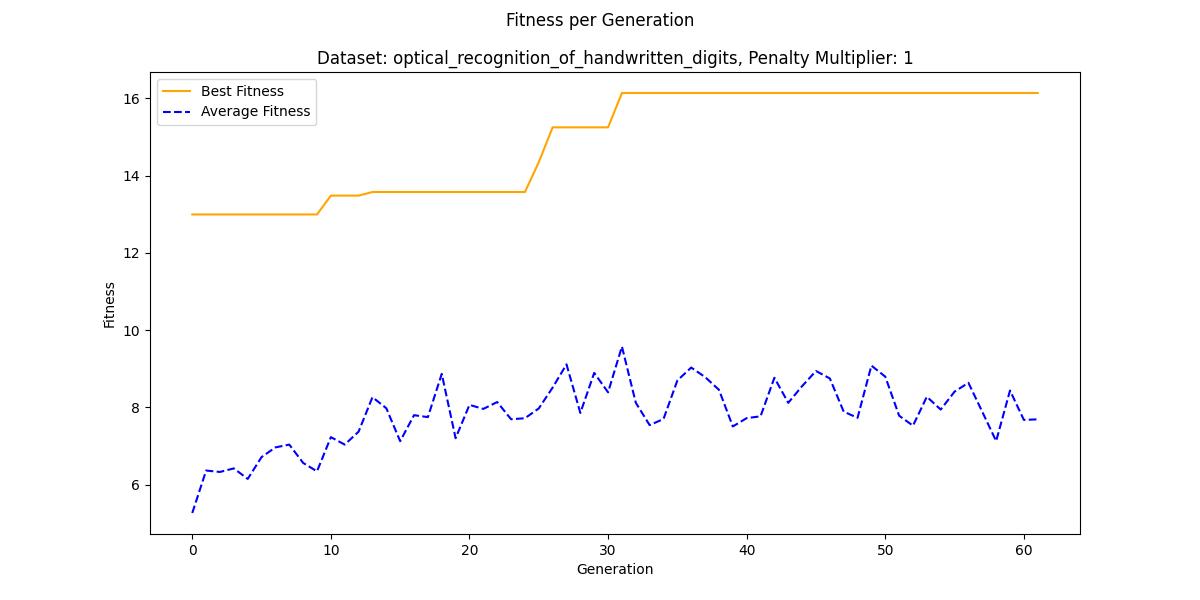 Fitness per Generation
Dataset: optical_recognition_of_handwritten_digits, Penalty Multiplier: 1
Best Fitness
Average Fitness
16
14
12
10
8
6
Fitness
0 10 20 30 40 50 60
Generation